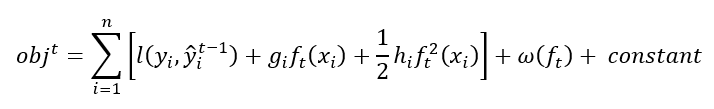 obj^t = \sum_{i=1}^{n} \left[ l(y_i, \hat{y}_i^{t-1}) + g_i f_t(x_i) + \frac{1}{2} h_i f_t^2(x_i) \right] + \omega(f_t) + constant